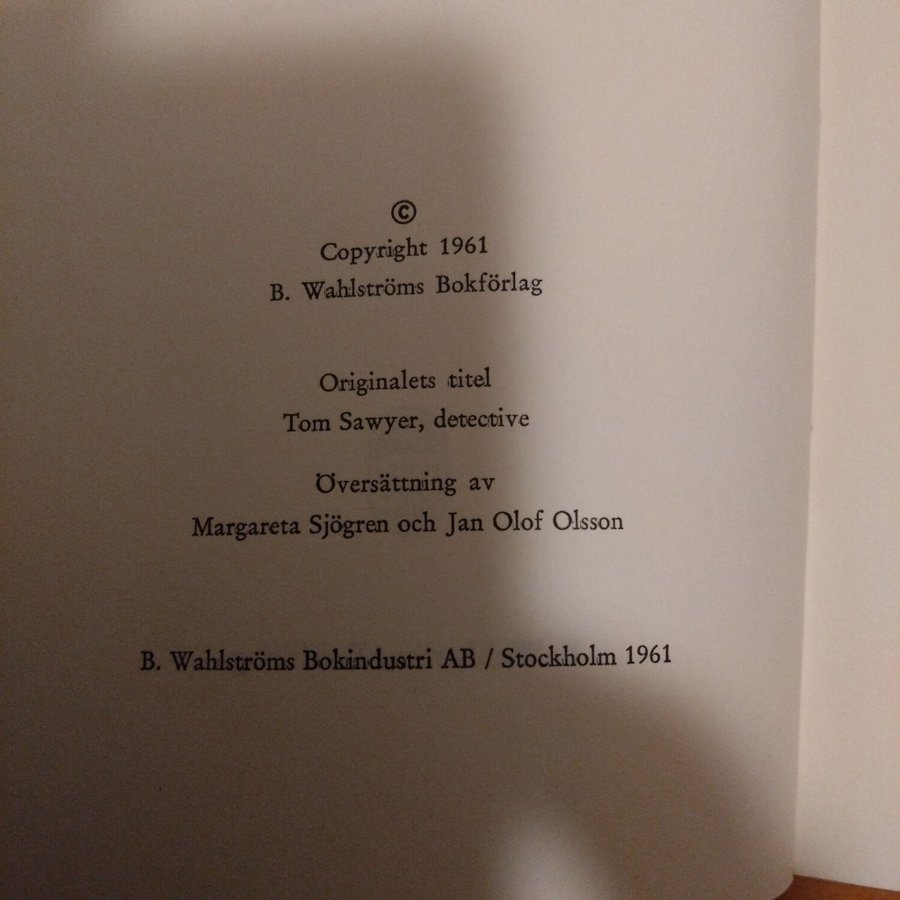 ©
Copyright 1961
B. Wahlströms Bokförlag
Originalets titel
Tom Sawyer, detective
Översättning av
Margareta Sjögren och Jan Olof Olsson
B. Wahlströms Bokindustri AB / Stockholm 1961